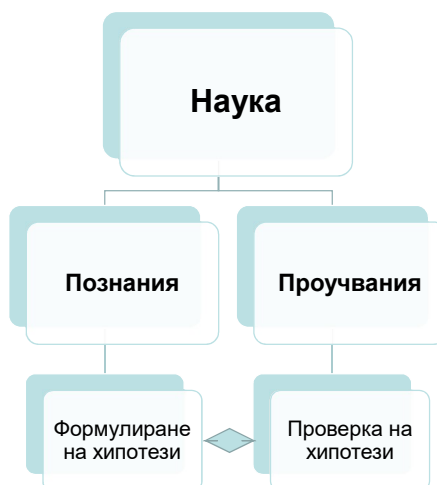 Наука
Познания
Проучвания
Формулиране
на хипотези
Проверка на
хипотези